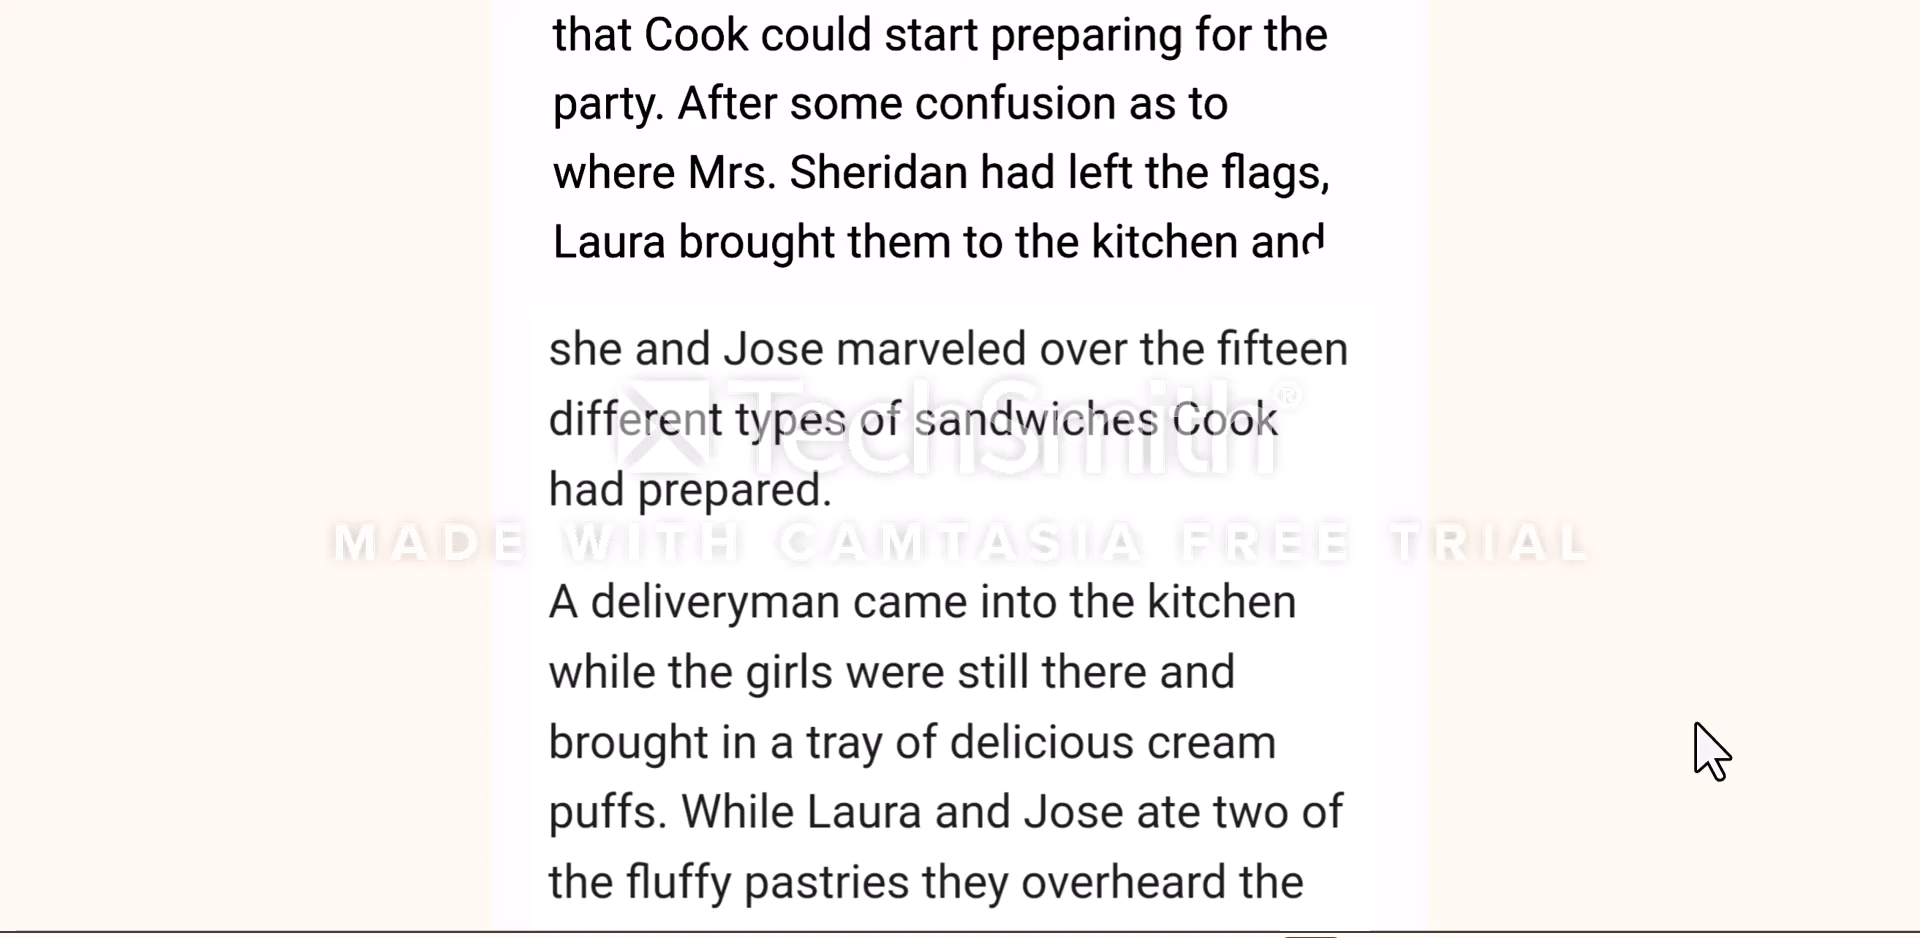 that Cook could start preparing for the
party. After some confusion as to
where Mrs. Sheridan had left the flags,
Laura brought them to the kitchen and
she and Jose marveled over the fifteen
TechSmith®
different types of sandwiches Cook
had prepared.
MADE WITH CAMTASIA FREE TRIAL
A deliveryman came into the kitchen
while the girls were still there and
brought in a tray of delicious cream
puffs. While Laura and Jose ate two of
the fluffy pastries they overheard the